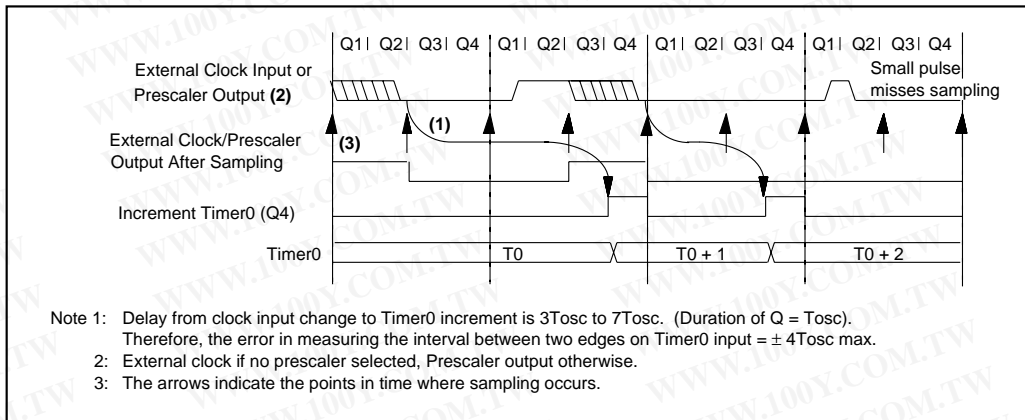 Q1| Q2| Q3| Q4 Q1| Q2| Q3| Q4 Q1| Q2| Q3| Q4 Q1| Q2| Q3| Q4
External Clock Input or
Prescaler Output (2)
Small pulse
misses sampling
(1)
External Clock/Prescaler
Output After Sampling
(3)
Increment Timer0 (Q4)
Timer0 T0 T0 + 1 T0 + 2
Note 1: Delay from clock input change to Timer0 increment is 3Tosc to 7Tosc. (Duration of Q = Tosc).
Therefore, the error in measuring the interval between two edges on Timer0 input = ± 4Tosc max.
2: External clock if no prescaler selected, Prescaler output otherwise.
3: The arrows indicate the points in time where sampling occurs.
WWW.100Y.COM.TW